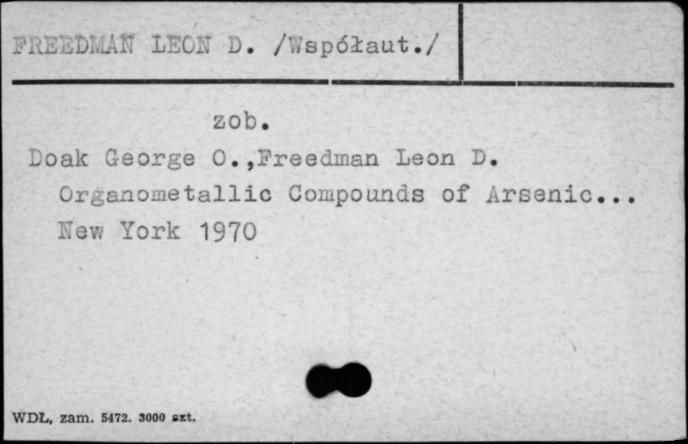 FREEDMAN LEON D. /Współaut./
zob.
Doak George O.,Freedman Leon D.
Organometallic Compounds of Arsenic...
New York 1970
WDŁ, zam. 5472. 3000 szt.